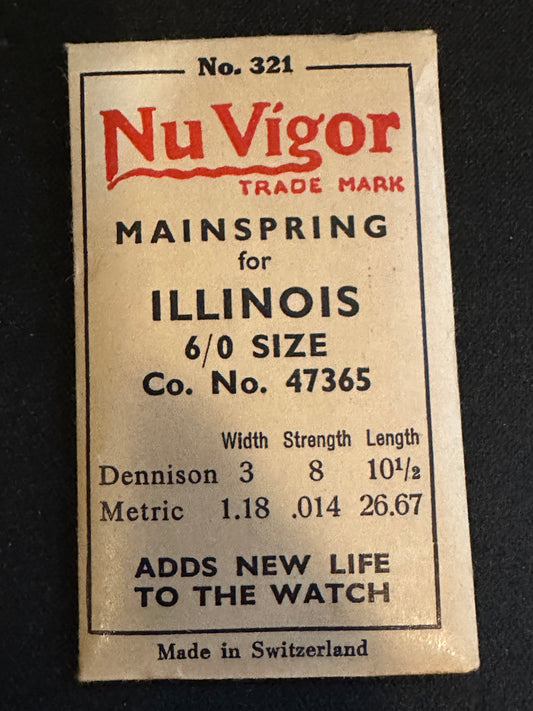 No. 321
Nu Vigor
TRADE MARK
MAINSPRING
for
ILLINOIS
6/0 SIZE
Co. No. 47365
Width Strength Length
Dennison 3 8 10½
Metric 1.18 .014 26.67
ADDS NEW LIFE
TO THE WATCH
Made in Switzerland